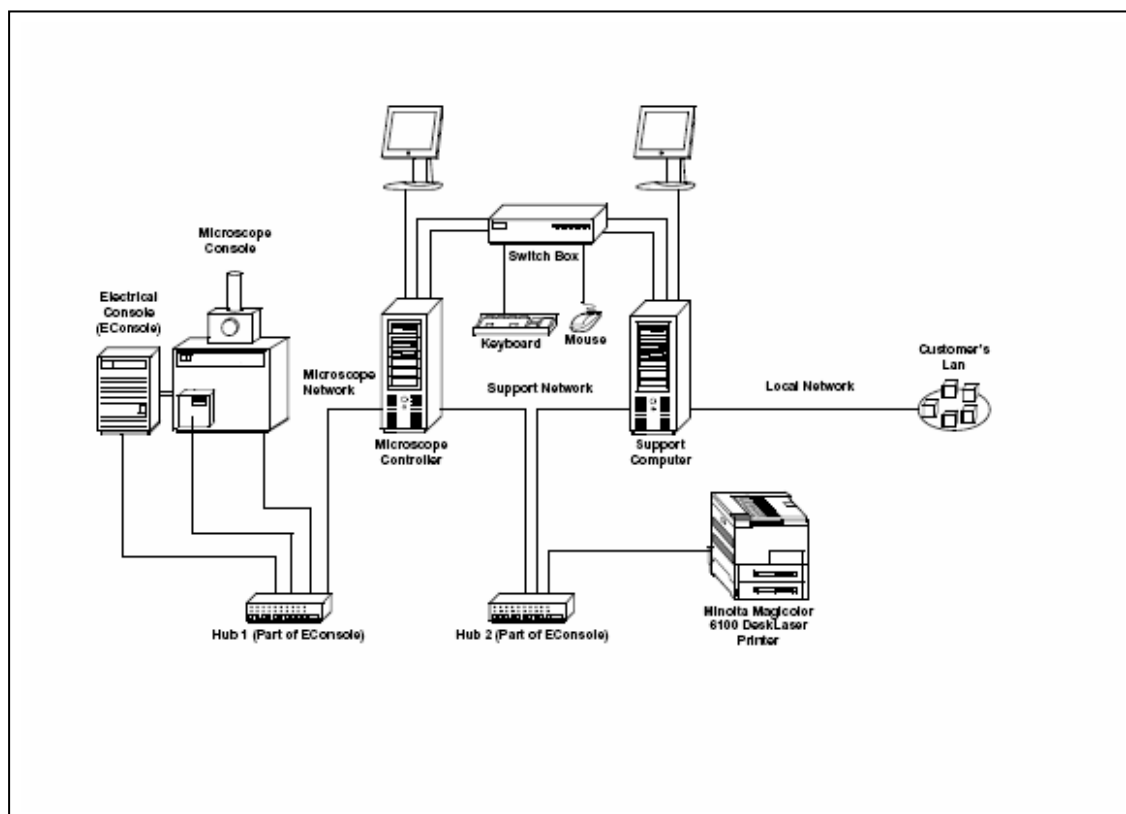 Microscope
Console
Electrical
Console
(EConsole)
Switch Box
Keyboard
Mouse
Microscope
Network
Support Network
Local Network
Customer's
Lan
Microscope
Controller
Support
Computer
Hub 1 (Part of EConsole)
Hub 2 (Part of EConsole)
Minolta Magicolor
6100 DeskLaser
Printer